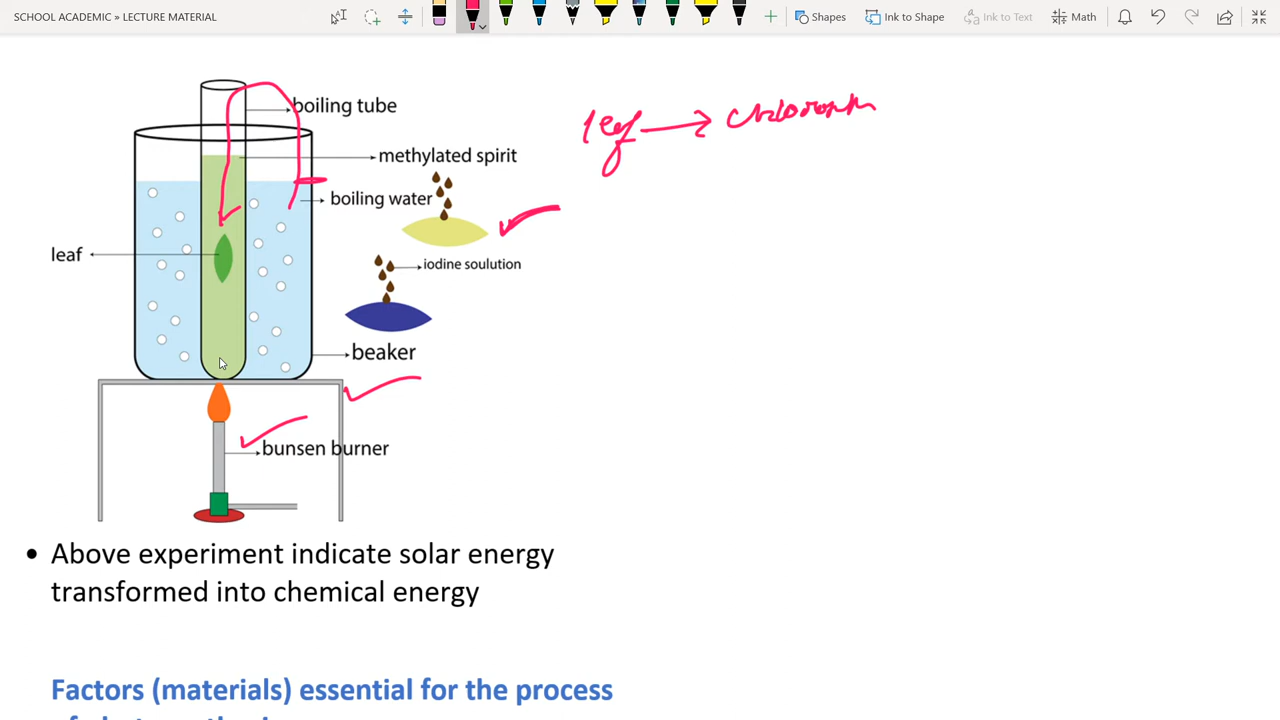 SCHOOL ACADEMIC » LECTURE MATERIAL
Shapes
Ink to Shape
Ink to Text
Math
boiling tube
leaf → chloroph
methylated spirit
boiling water
leaf
iodine soulution
beaker
bunsen burner
• Above experiment indicate solar energy
transformed into chemical energy
Factors (materials) essential for the process